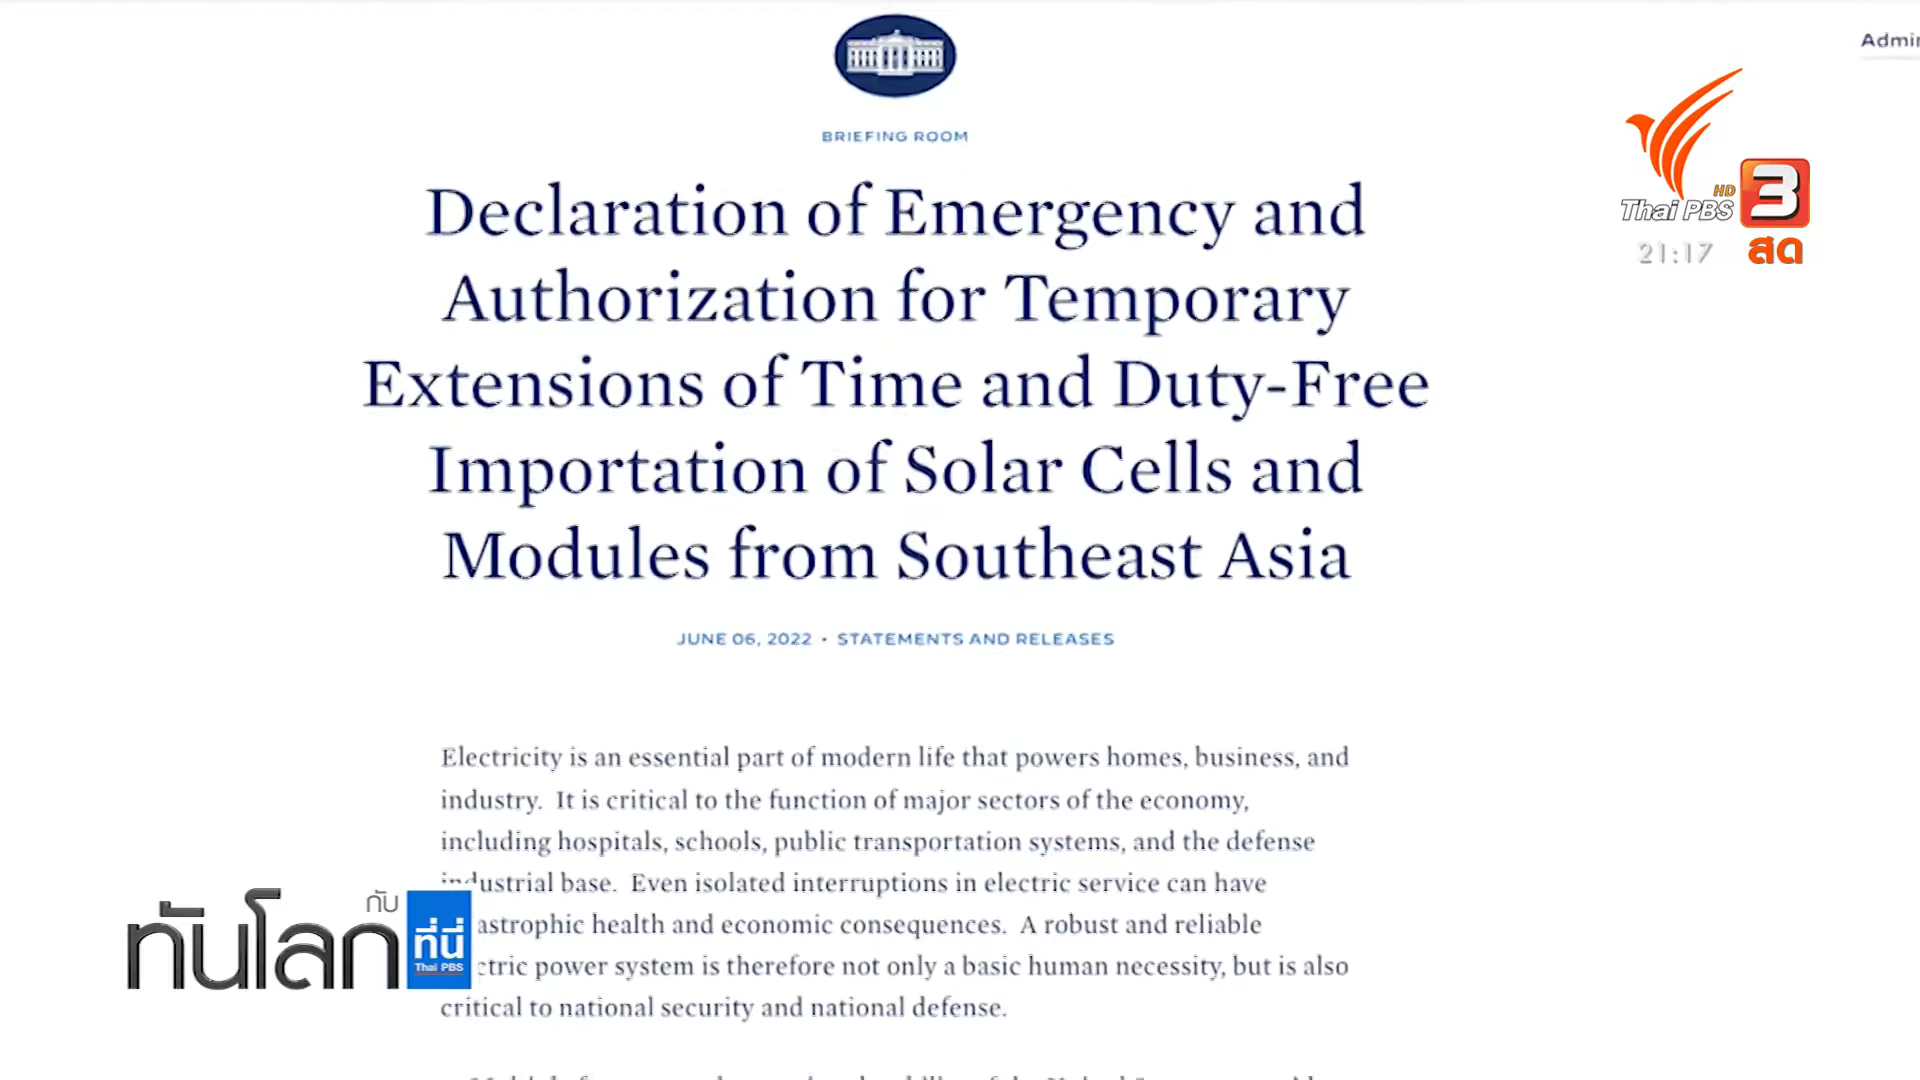 Admin
BRIEFING ROOM
Declaration of Emergency and
Authorization for Temporary
Extensions of Time and Duty-Free
Importation of Solar Cells and
Modules from Southeast Asia
JUNE 06, 2022 • STATEMENTS AND RELEASES
HD
Thai PBS 3
21:17 สด
Electricity is an essential part of modern life that powers homes, business, and
industry. It is critical to the function of major sectors of the economy,
including hospitals, schools, public transportation systems, and the defense
industrial base. Even isolated interruptions in electric service can have
astrophic health and economic consequences. A robust and reliable
ctric power system is therefore not only a basic human necessity, but is also
critical to national security and national defense.
ทันโลก กับ ที่นี่
Thai PBS